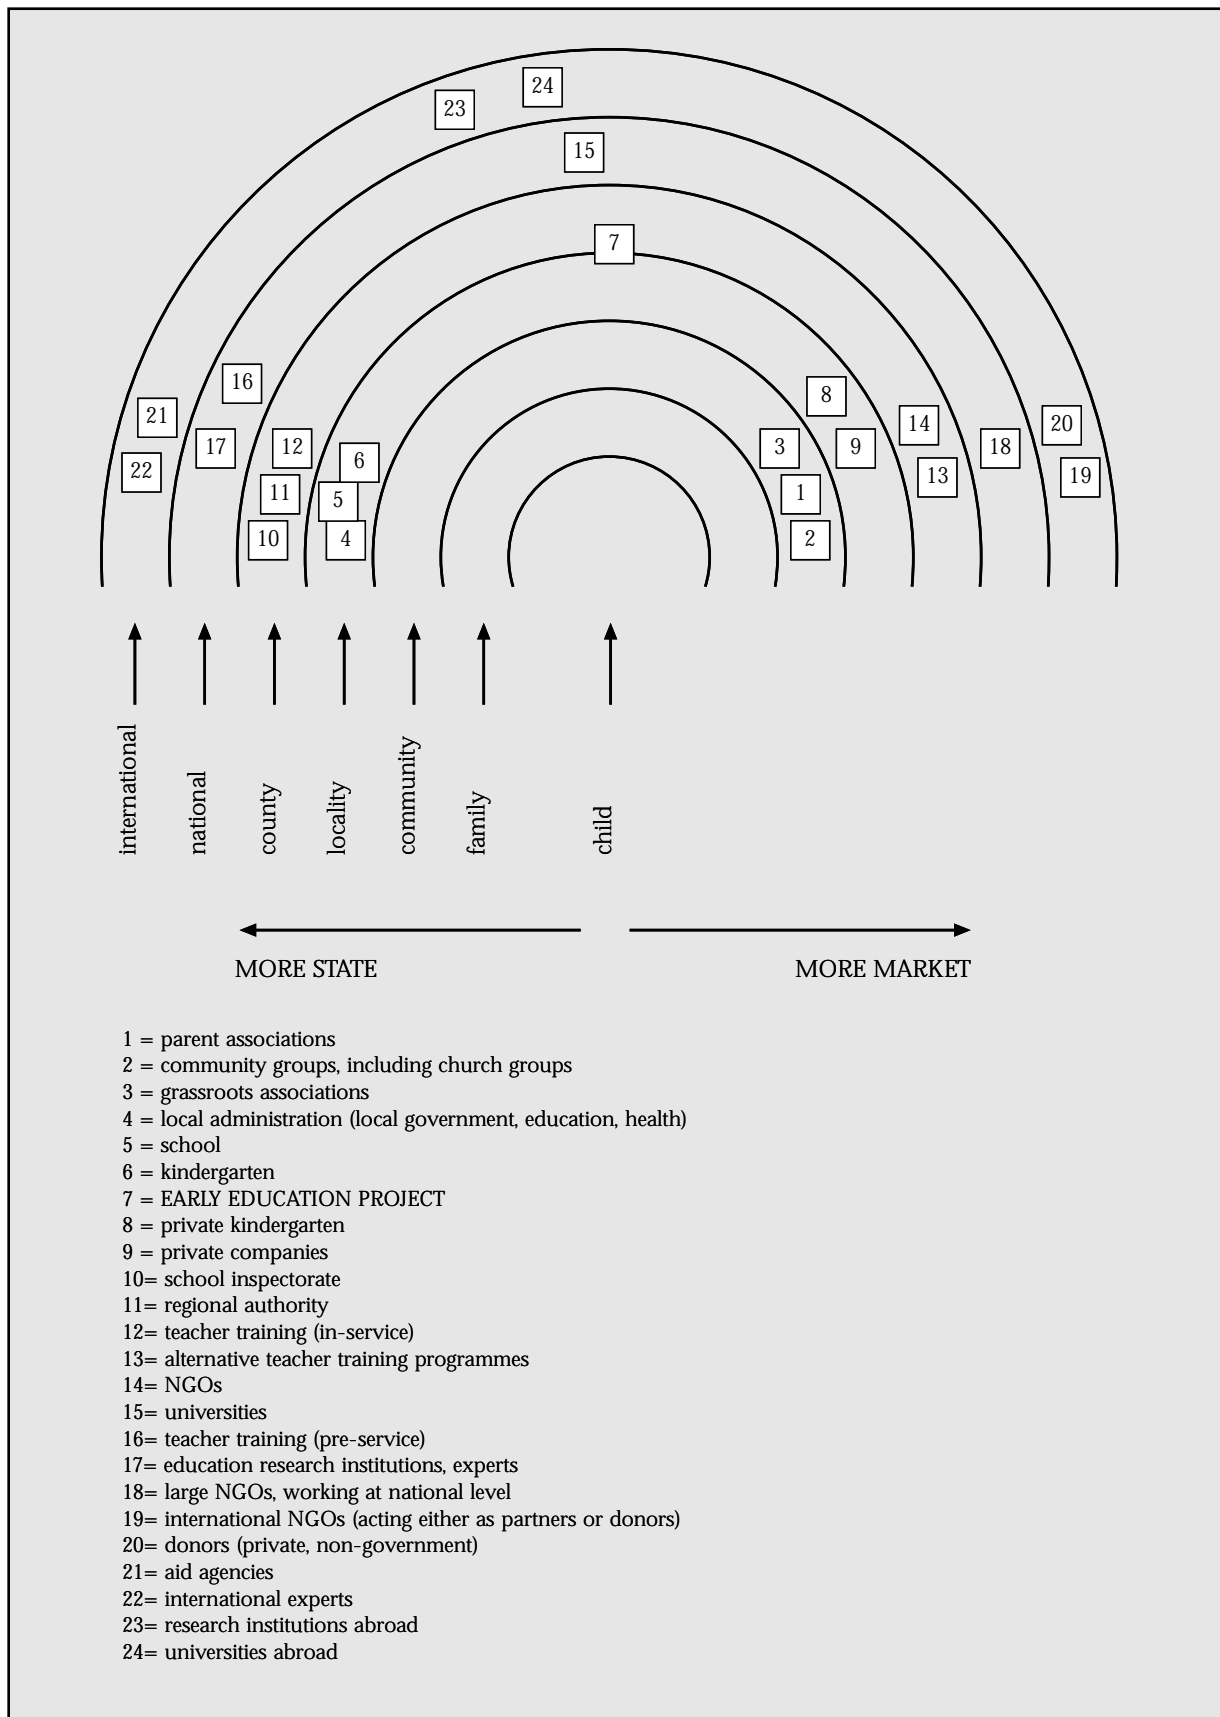 24
23
15
7
16
8
21
14
20
12
3
9
17
18
6
22
13
19
11
5
1
10
4
2
international
national
county
locality
community
family
child
MORE STATE
MORE MARKET
1 = parent associations
2 = community groups, including church groups
3 = grassroots associations
4 = local administration (local government, education, health)
5 = school
6 = kindergarten
7 = EARLY EDUCATION PROJECT
8 = private kindergarten
9 = private companies
10= school inspectorate
11= regional authority
12= teacher training (in-service)
13= alternative teacher training programmes
14= NGOs
15= universities
16= teacher training (pre-service)
17= education research institutions, experts
18= large NGOs, working at national level
19= international NGOs (acting either as partners or donors)
20= donors (private, non-government)
21= aid agencies
22= international experts
23= research institutions abroad
24= universities abroad